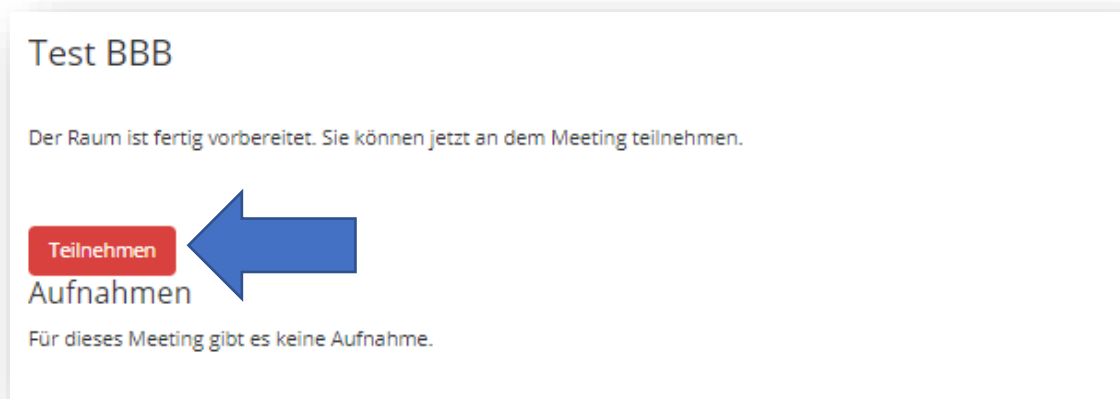 Test BBB
Der Raum ist fertig vorbereitet. Sie können jetzt an dem Meeting teilnehmen.
Teilnehmen
Aufnahmen
Für dieses Meeting gibt es keine Aufnahme.